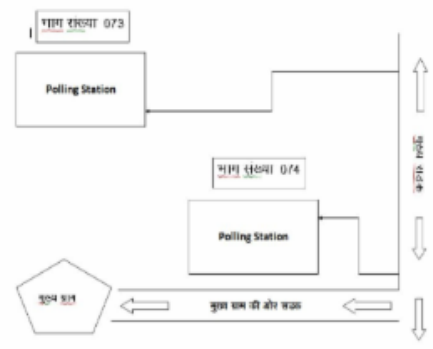 भाग संख्या 073
Polling Station
भाग संख्या 074
Polling Station
मुख्य सड़क
मुख्य ग्राम
मुख्य ग्राम की ओर सड़क